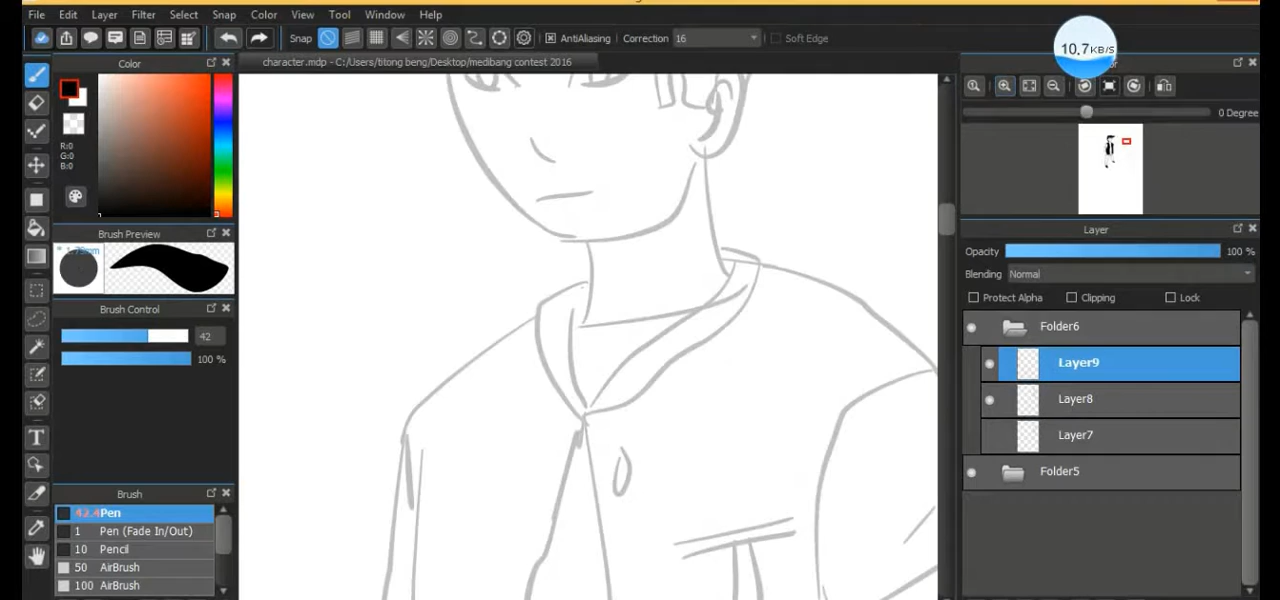 File Edit Layer Filter Select Snap Color View Tool Window Help
10.7KB/S
Snap AntiAliasing Correction 16 Soft Edge
Color
character.mdp - C:/Users/titong beng/Desktop/medibang contest 2016
R:0
G:0
B:0
0 Degree
Brush Preview
Layer
Opacity 100 %
Blending Normal
Protect Alpha Clipping Lock
Brush Control
42
100 %
Folder6
Layer9
Layer8
Layer7
Folder5
T
Brush
Pen
1 Pen (Fade In/Out)
10 Pencil
50 AirBrush
100 AirBrush